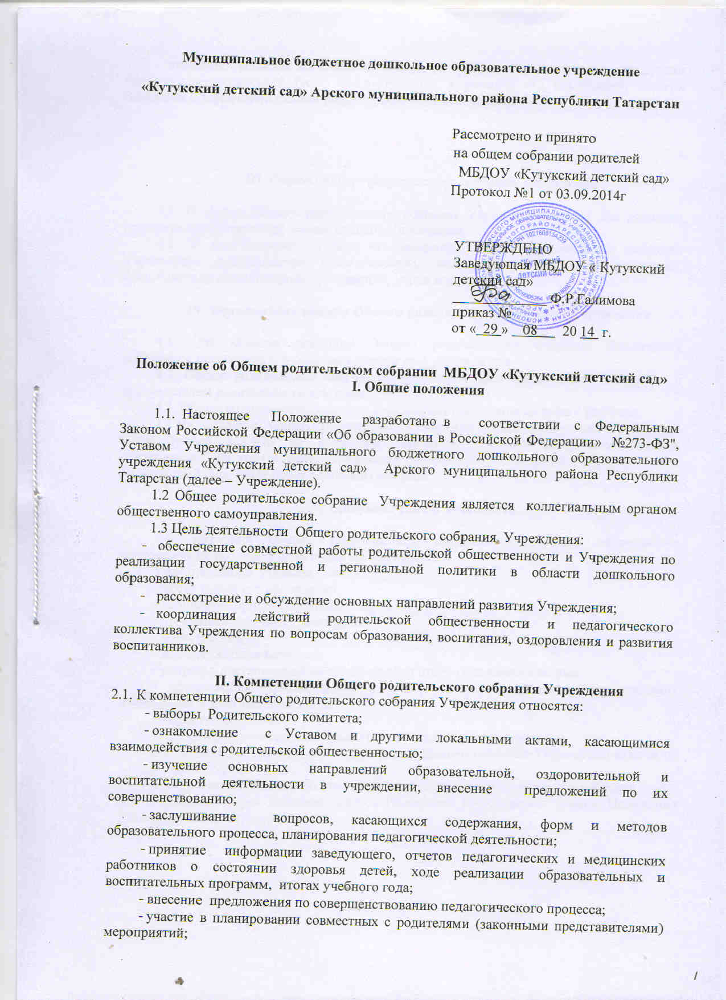 Муниципальное бюджетное дошкольное образовательное учреждение
«Кутукский детский сад» Арского муниципального района Республики Татарстан
Рассмотрено и принято
на общем собрании родителей
МБДОУ «Кутукский детский сад»
Протокол №1 от 03.09.2014г
УТВЕРЖДЕНО
Заведующая МБДОУ « Кутукский
детский сад»
Ф.Р.Галимова
приказ №
от « 29 » 08 20 14 г.
МБДОУ
"Кутукский
детский сад"
Положение об Общем родительском собрании МБДОУ «Кутукский детский сад»
I. Общие положения
1.1. Настоящее Положение разработано в соответствии с Федеральным
Законом Российской Федерации «Об образовании в Российской Федерации» №273-ФЗ",
Уставом Учреждения муниципального бюджетного дошкольного образовательного
учреждения «Кутукский детский сад» Арского муниципального района Республики
Татарстан (далее – Учреждение).
1.2 Общее родительское собрание Учреждения является коллегиальным органом
общественного самоуправления.
1.3 Цель деятельности Общего родительского собрания Учреждения:
- обеспечение совместной работы родительской общественности и Учреждения по
реализации государственной и региональной политики в области дошкольного
образования;
- рассмотрение и обсуждение основных направлений развития Учреждения;
- координация действий родительской общественности и педагогического
коллектива Учреждения по вопросам образования, воспитания, оздоровления и развития
воспитанников.
II. Компетенции Общего родительского собрания Учреждения
2.1. К компетенции Общего родительского собрания Учреждения относятся:
- выборы Родительского комитета;
- ознакомление с Уставом и другими локальными актами, касающимися
взаимодействия с родительской общественностью;
- изучение основных направлений образовательной, оздоровительной и
воспитательной деятельности в учреждении, внесение предложений по их
совершенствованию;
- заслушивание вопросов, касающихся содержания, форм и методов
образовательного процесса, планирования педагогической деятельности;
- принятие информации заведующего, отчетов педагогических и медицинских
работников о состоянии здоровья детей, ходе реализации образовательных и
воспитательных программ, итогах учебного года;
- внесение предложения по совершенствованию педагогического процесса;
- участие в планировании совместных с родителями (законными представителями)
мероприятий;